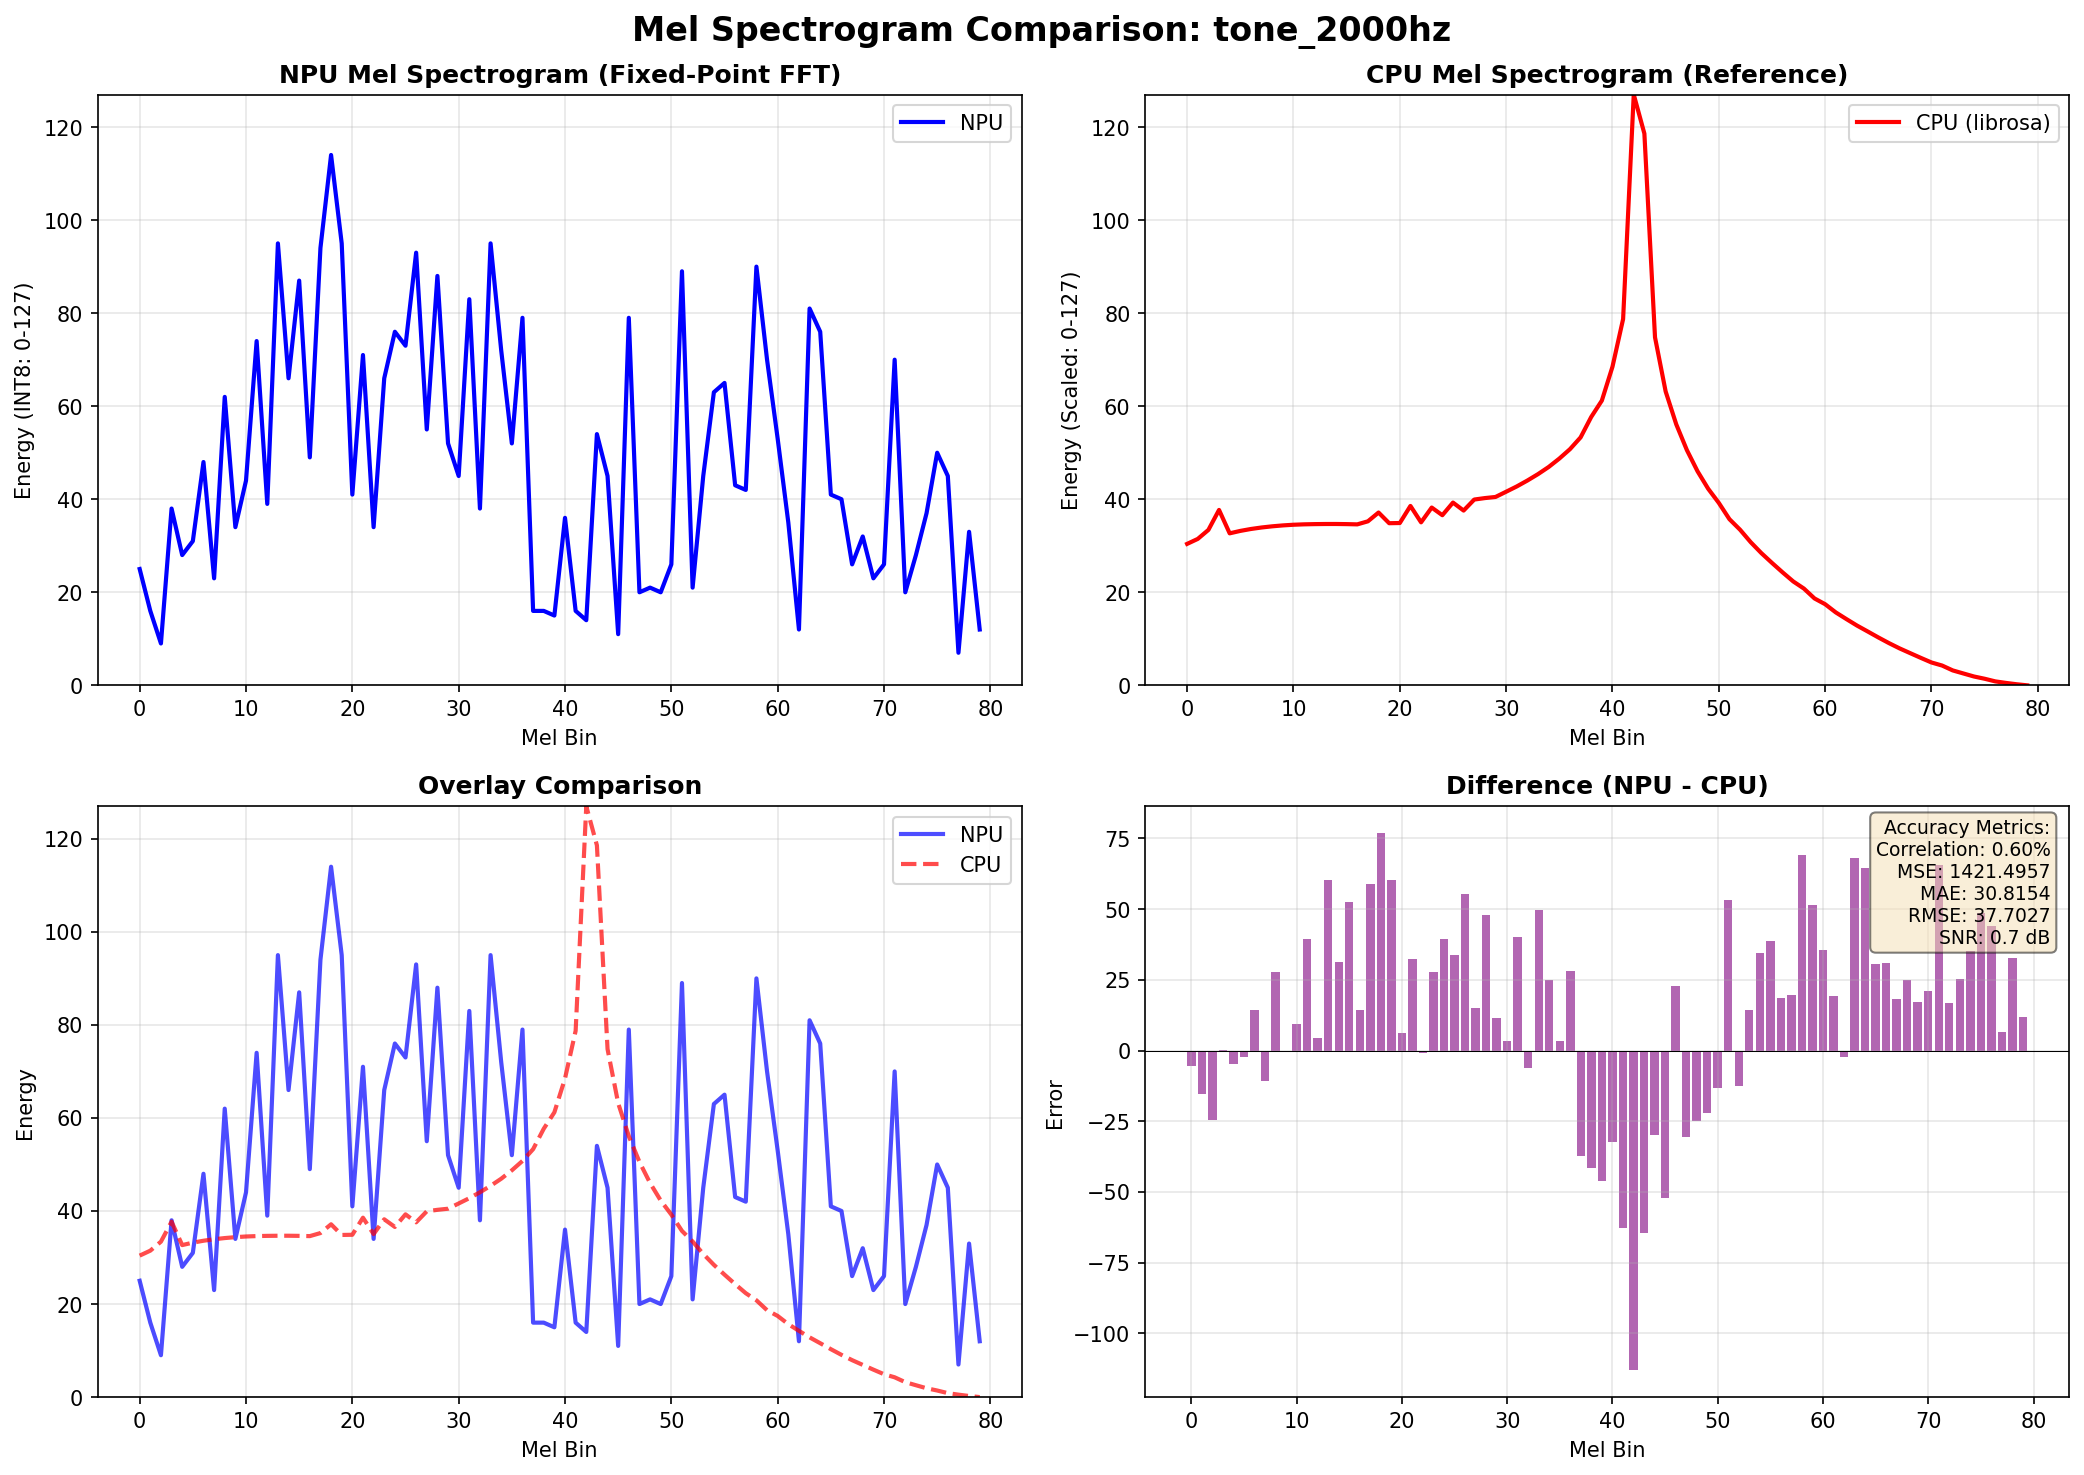 Mel Spectrogram Comparison: tone_2000hz
NPU Mel Spectrogram (Fixed-Point FFT)
Energy (INT8: 0-127)
120
100
80
60
40
20
0
NPU
0 10 20 30 40 50 60 70 80
Mel Bin
CPU Mel Spectrogram (Reference)
Energy (Scaled: 0-127)
120
100
80
60
40
20
0
CPU (librosa)
0 10 20 30 40 50 60 70 80
Mel Bin
Overlay Comparison
Energy
120
100
80
60
40
20
0
NPU
CPU
0 10 20 30 40 50 60 70 80
Mel Bin
Difference (NPU - CPU)
Error
75
50
25
0
−25
−50
−75
−100
Accuracy Metrics:
Correlation: 0.60%
MSE: 1421.4957
MAE: 30.8154
RMSE: 37.7027
SNR: 0.7 dB
0 10 20 30 40 50 60 70 80
Mel Bin